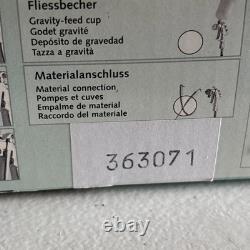 Fliessbecher
Gravity-feed cup
Godet gravité
Depósito de gravedad
Tazza a gravità
Materialanschluss
Material connection
Pompes et cuves
Empalme de material
Raccordo del materiale
363071